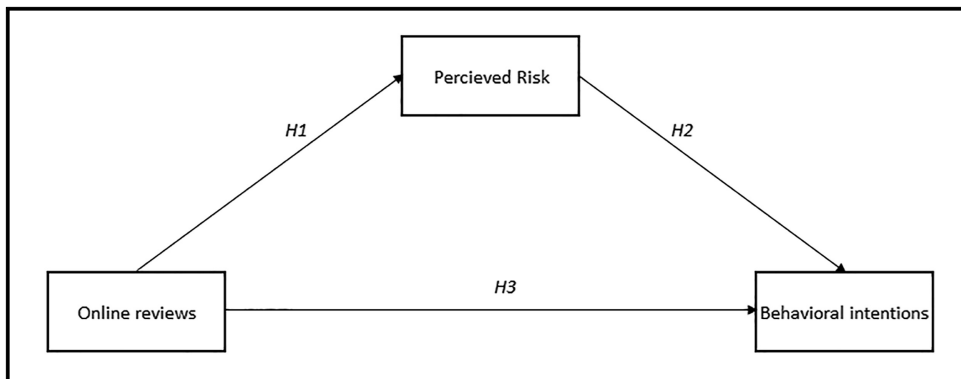 Percieved Risk
H1
H2
H3
Online reviews
Behavioral intentions